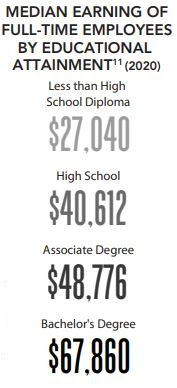 MEDIAN EARNING OF
FULL-TIME EMPLOYEES
BY EDUCATIONAL
ATTAINMENT¹¹ (2020)
Less than High
School Diploma
$27,040
High School
$40,612
Associate Degree
$48,776
Bachelor's Degree
$67,860